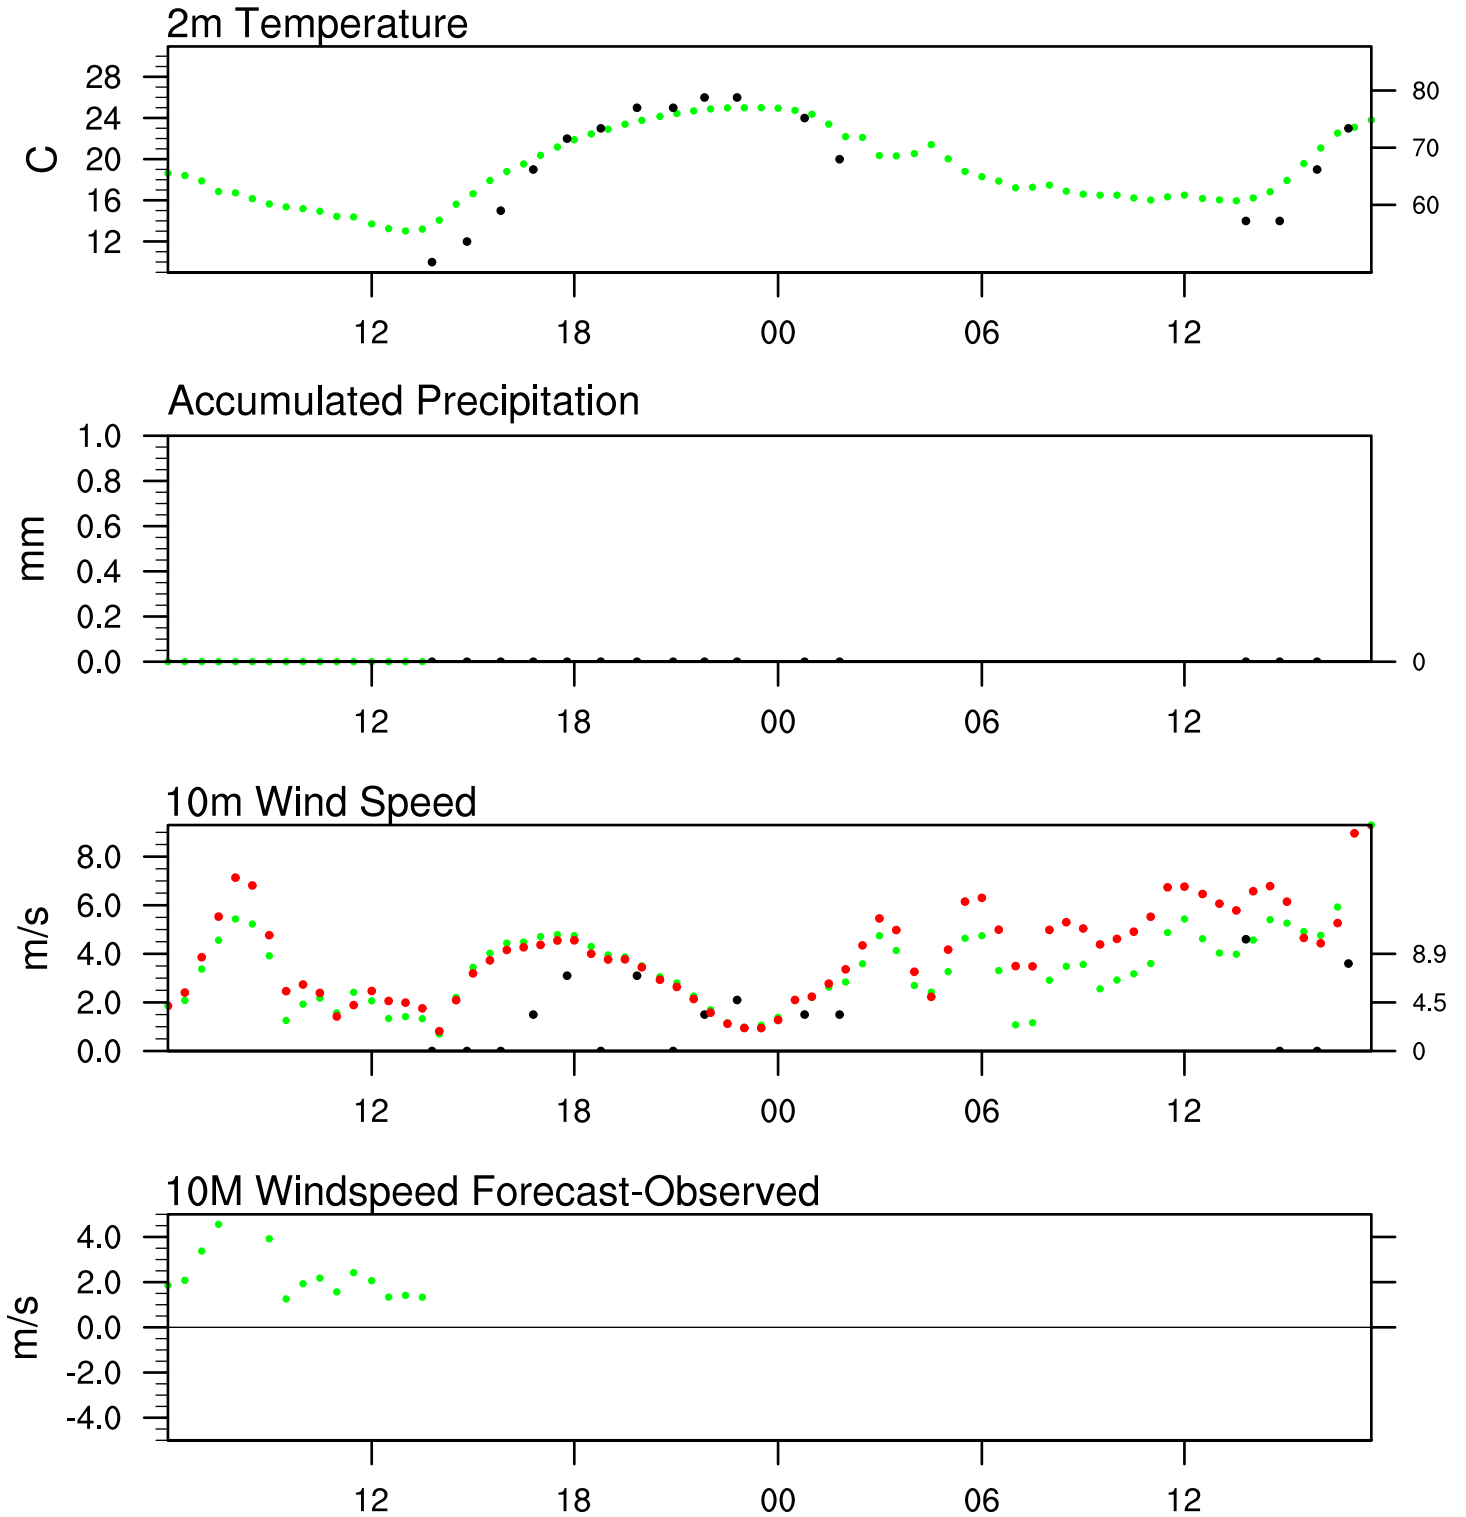 2m Temperature
28
24
20
16
12
C
80
70
60
12 18 00 06 12
Accumulated Precipitation
1.0
0.8
0.6
0.4
0.2
0.0
mm
0
12 18 00 06 12
10m Wind Speed
8.0
6.0
4.0
2.0
0.0
m/s
8.9
4.5
0
12 18 00 06 12
10M Windspeed Forecast-Observed
4.0
2.0
0.0
-2.0
-4.0
m/s
12 18 00 06 12